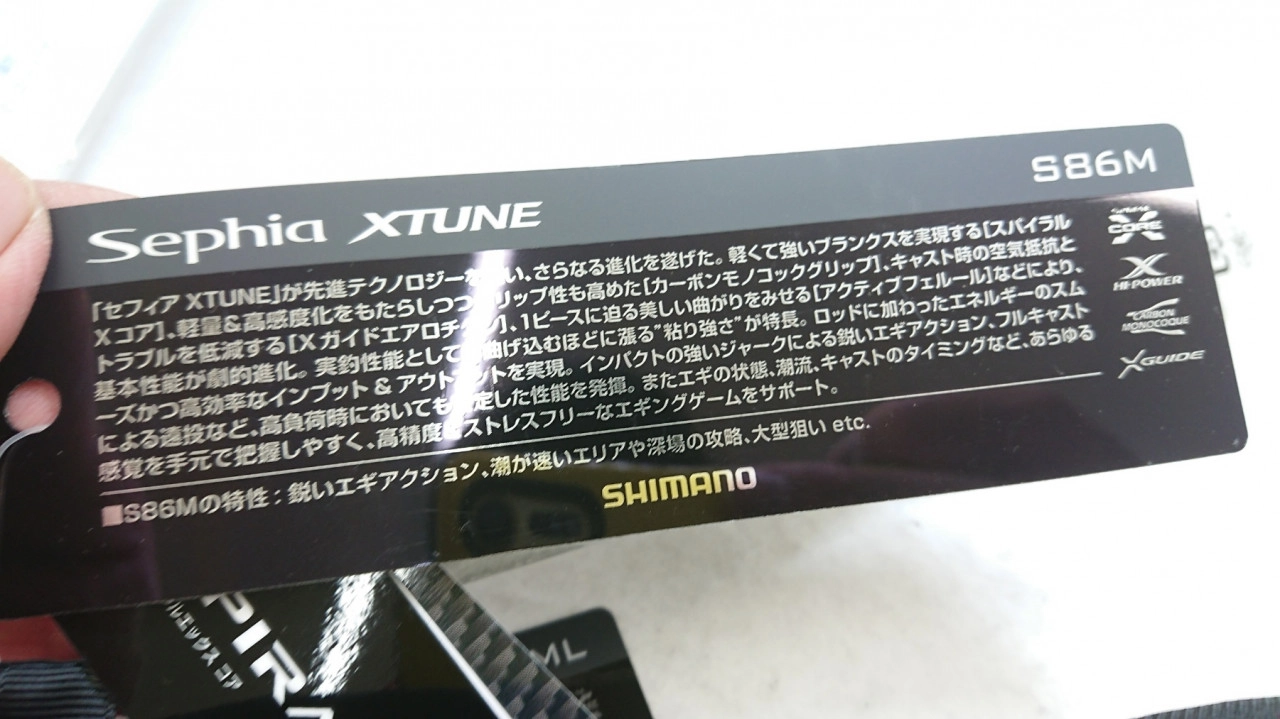 S86M
Sephia XTUNE
「セフィア XTUNE」が先進テクノロジーを い、さらなる進化を遂げた。軽くて強いブランクスを実現する[スパイラル
Xコア]、軽量&高感度化をもたらしつつ リップ性も高めた[カーボンモノコックグリップ]、キャスト時の空気抵抗と
トラブルを低減する[Xガイドエアロチ ]、1ピースに迫る美しい曲がりをみせる[アクティブフェルール]などにより、
基本性能が劇的進化。実釣性能として 曲げ込むほどに漲る"粘り強さ"が特長。ロッドに加わったエネルギーのスム
ーズかつ高効率なインプット & アウトプットを実現。インパクトの強いジャークによる鋭いエギアクション、フルキャスト
による遠投など、高負荷時においても 定した性能を発揮。またエギの状態、潮流、キャストのタイミングなど、あらゆる
感覚を手元で把握しやすく、高精度 ストレスフリーなエギングゲームをサポート。
■S86Mの特性：鋭いエギアクション、潮が速いエリアや深場の攻略、大型狙い etc.
SHIMANO
X
CORE
X
HI-POWER
CARBON
MONOCOQUE
XGUIDE
PIR
ルエックス コア
ML